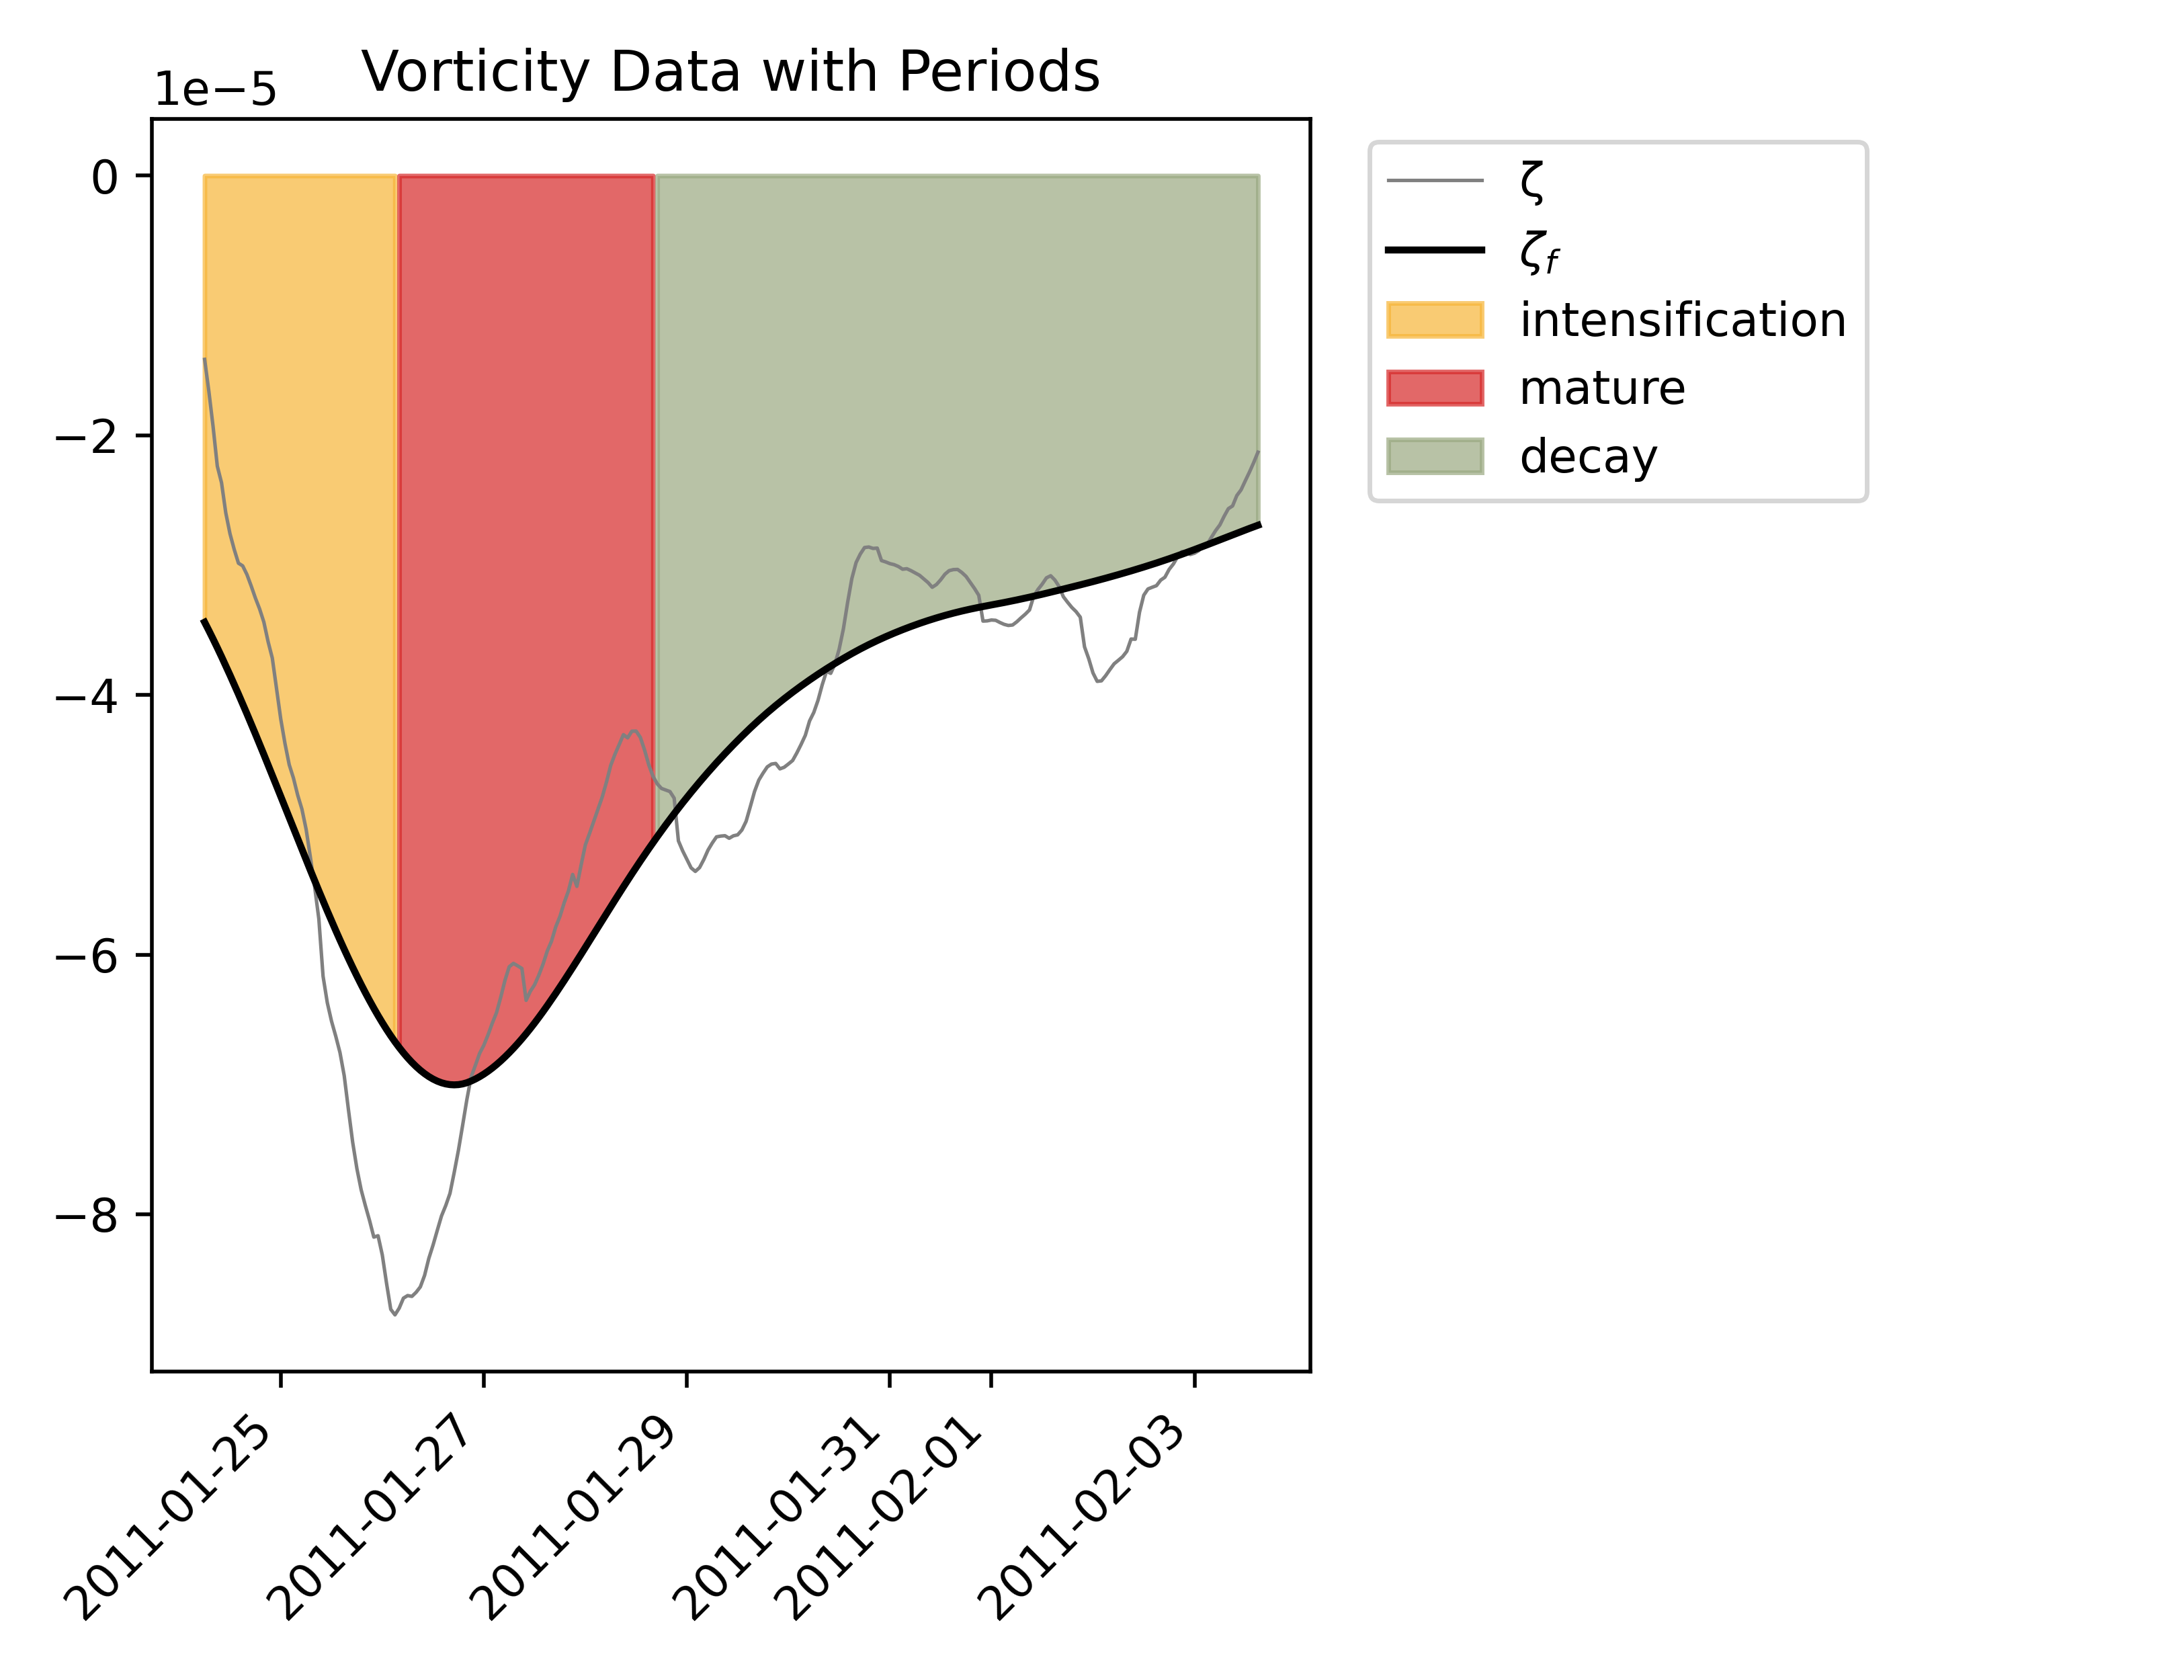 Vorticity Data with Periods
1e−5
0
−2
−4
−6
−8
2011-01-25
2011-01-27
2011-01-29
2011-01-31
2011-02-01
2011-02-03
ζ
ζf
intensification
mature
decay